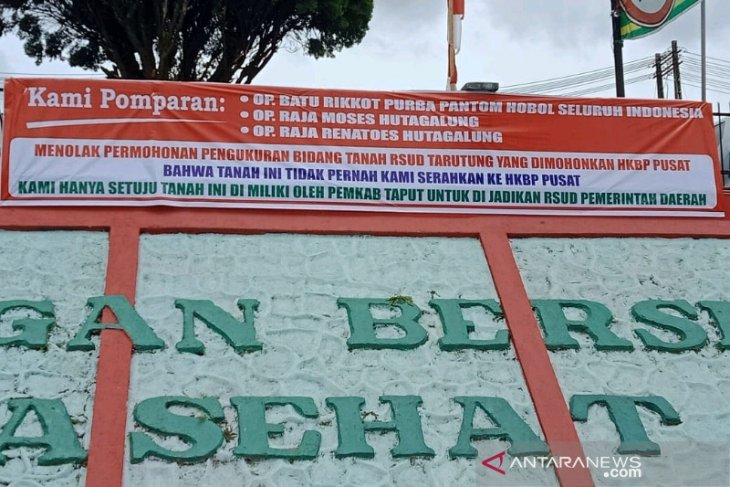 Kami Pomparan:
• OP. BATU RIKKOT PURBA PANTOM HOBOL SELURUH INDONESIA
• OP. RAJA MOSES HUTAGALUNG
• OP. RAJA RENATOES HUTAGALUNG
MENOLAK PERMOHONAN PENGUKURAN BIDANG TANAH RSUD TARUTUNG YANG DIMOHONKAN HKBP PUSAT
BAHWA TANAH INI TIDAK PERNAH KAMI SERAHKAN KE HKBP PUSAT
KAMI HANYA SETUJU TANAH INI DI MILIKI OLEH PEMKAB TAPUT UNTUK DI JADIKAN RSUD PEMERINTAH DAERAH
GAN BERS
ASEHAT
ANTARANEWS
.com